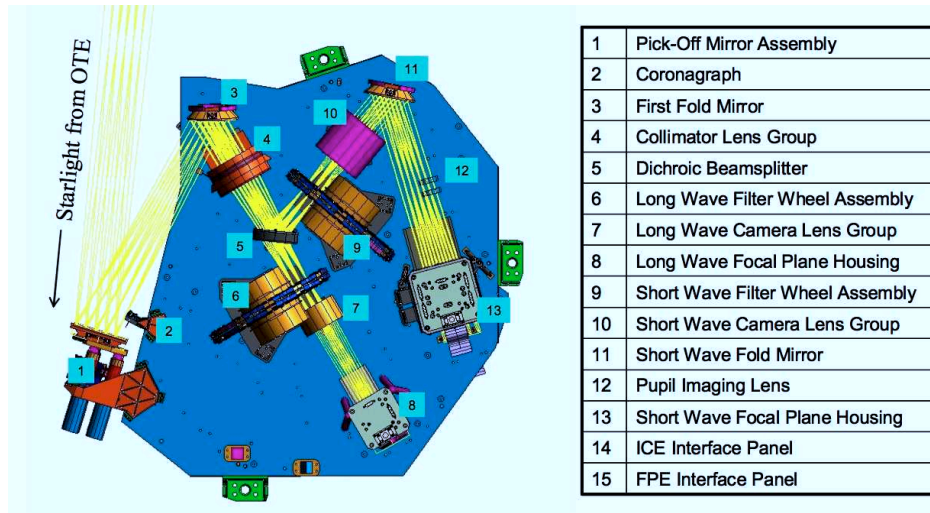 Starlight from OTE
3
11
10
4
12
5
9
6
7
13
2
1
8
1 Pick-Off Mirror Assembly
2 Coronagraph
3 First Fold Mirror
4 Collimator Lens Group
5 Dichroic Beamsplitter
6 Long Wave Filter Wheel Assembly
7 Long Wave Camera Lens Group
8 Long Wave Focal Plane Housing
9 Short Wave Filter Wheel Assembly
10 Short Wave Camera Lens Group
11 Short Wave Fold Mirror
12 Pupil Imaging Lens
13 Short Wave Focal Plane Housing
14 ICE Interface Panel
15 FPE Interface Panel